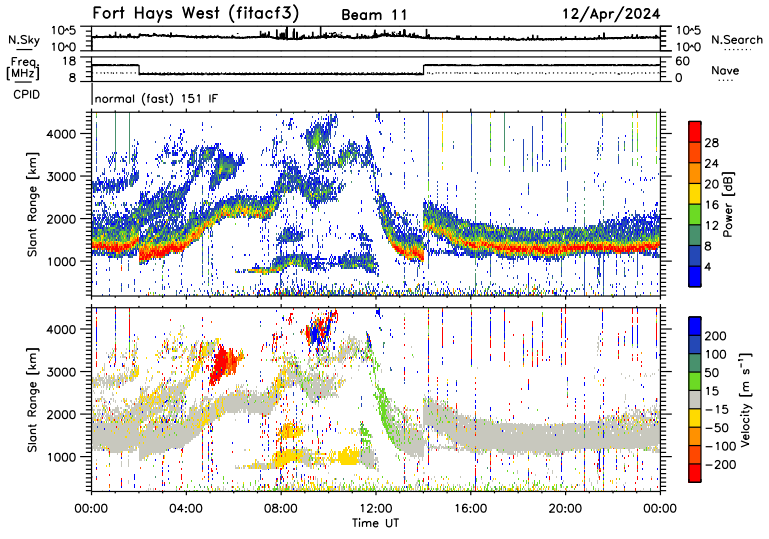 Fort Hays West (fitacf3) Beam 11 12/Apr/2024
N.Sky 10^5 10^0 10^5 10^0 N.Search
Freq. [MHz] 18 8 60 0 Nave
CPID normal (fast) 151 IF
Slant Range [km] 4000 3000 2000 1000
Power [dB] 28 24 20 16 12 8 4
Slant Range [km] 4000 3000 2000 1000
Velocity [m s⁻¹] 200 100 50 15 −15 −50 −100 −200
00:00 04:00 08:00 12:00 16:00 20:00 00:00
Time UT